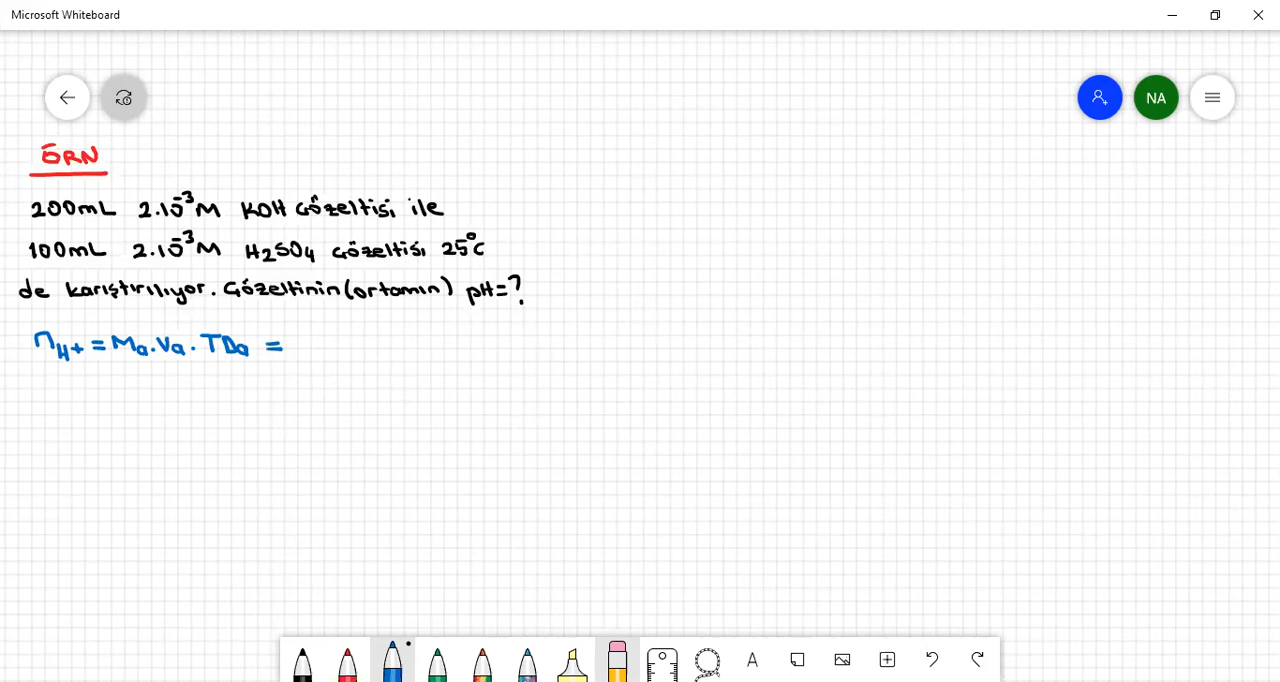 Microsoft Whiteboard
NA
ÖRN
200mL 2.10⁻³M KOH çözeltisi ile
100mL 2.10⁻³M H₂SO₄ çözeltisi 25°C
de karıştırılıyor. Çözeltinin (ortamın) pH=?
n_H+ = Ma.Va.TDa =
A